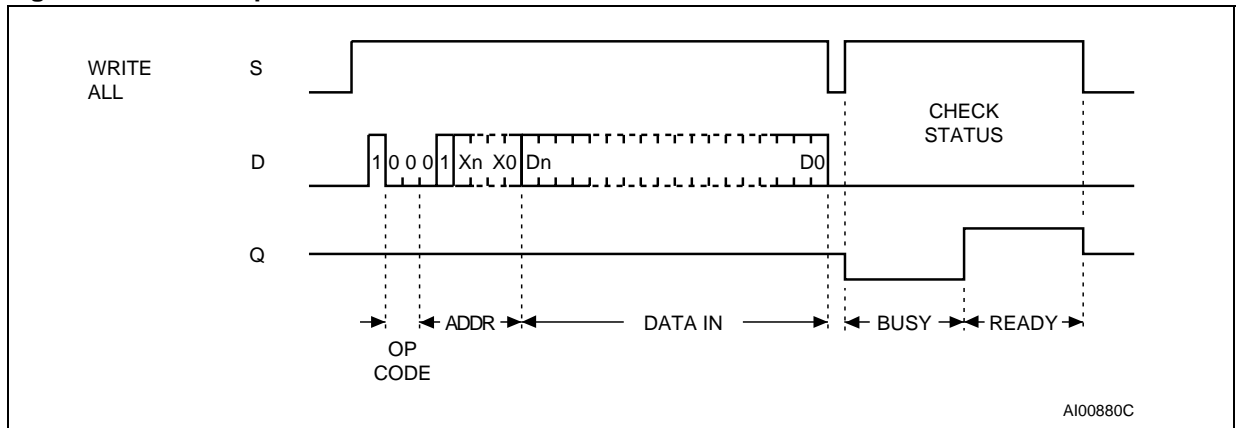 WRITE
ALL
S
CHECK
STATUS
D
1 0 0 0 1 Xn X0 Dn D0
Q
ADDR DATA IN BUSY READY
OP
CODE
AI00880C